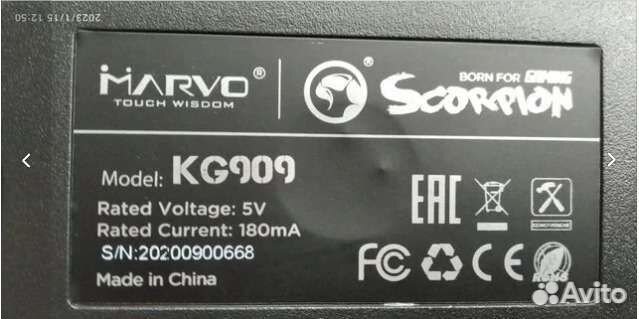 2023/1/15 12:50
MARVO®
TOUCH WISDOM
®
BORN FOR GAMING
SCORPION
Model: KG909
Rated Voltage: 5V
Rated Current: 180mA
S/N:20200900668
Made in China
EAC
FC CE
RoHS
Avito